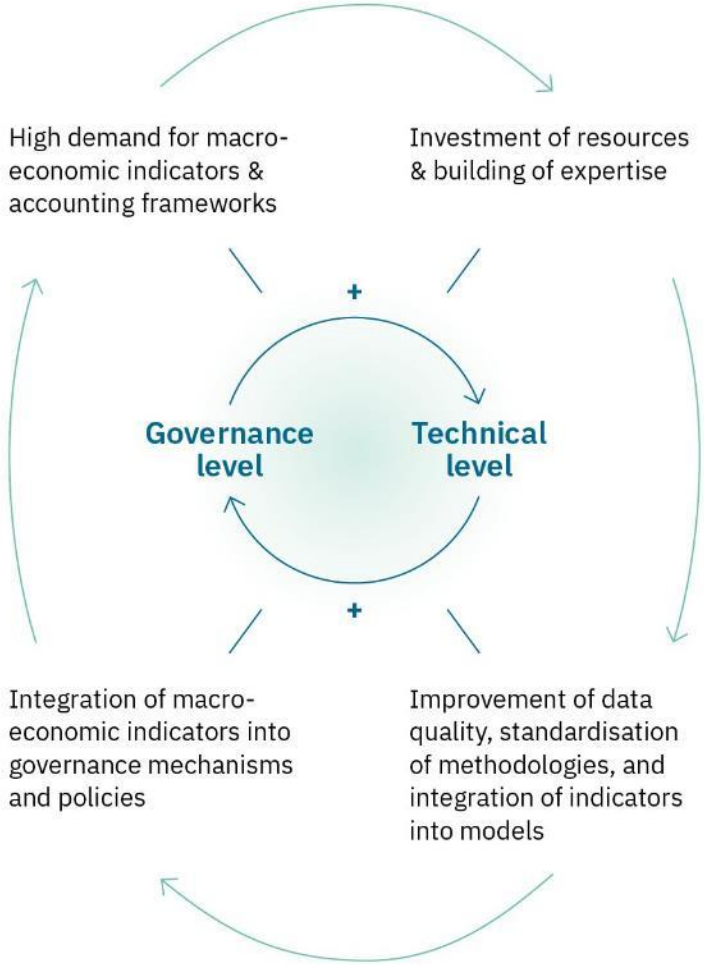 High demand for macro-
economic indicators &
accounting frameworks
Investment of resources
& building of expertise
+
Governance
level
Technical
level
+
Integration of macro-
economic indicators into
governance mechanisms
and policies
Improvement of data
quality, standardisation
of methodologies, and
integration of indicators
into models